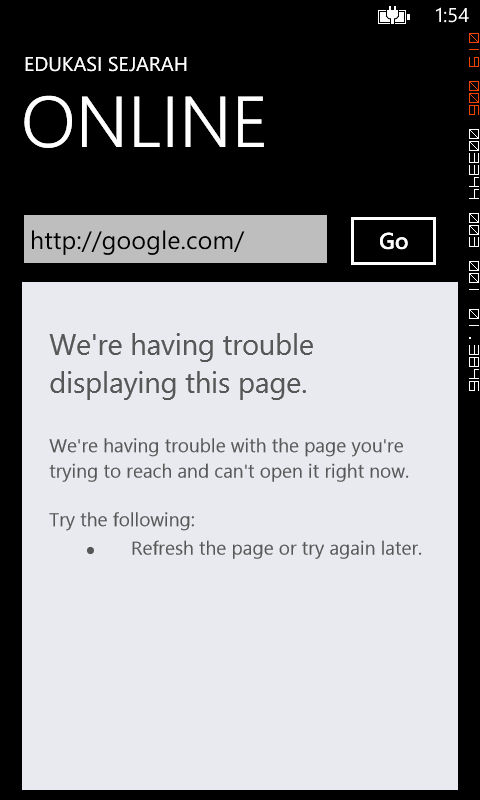 1:54
EDUKASI SEJARAH
ONLINE
http://google.com/
Go
We're having trouble
displaying this page.
We're having trouble with the page you're
trying to reach and can't open it right now.
Try the following:
• Refresh the page or try again later.